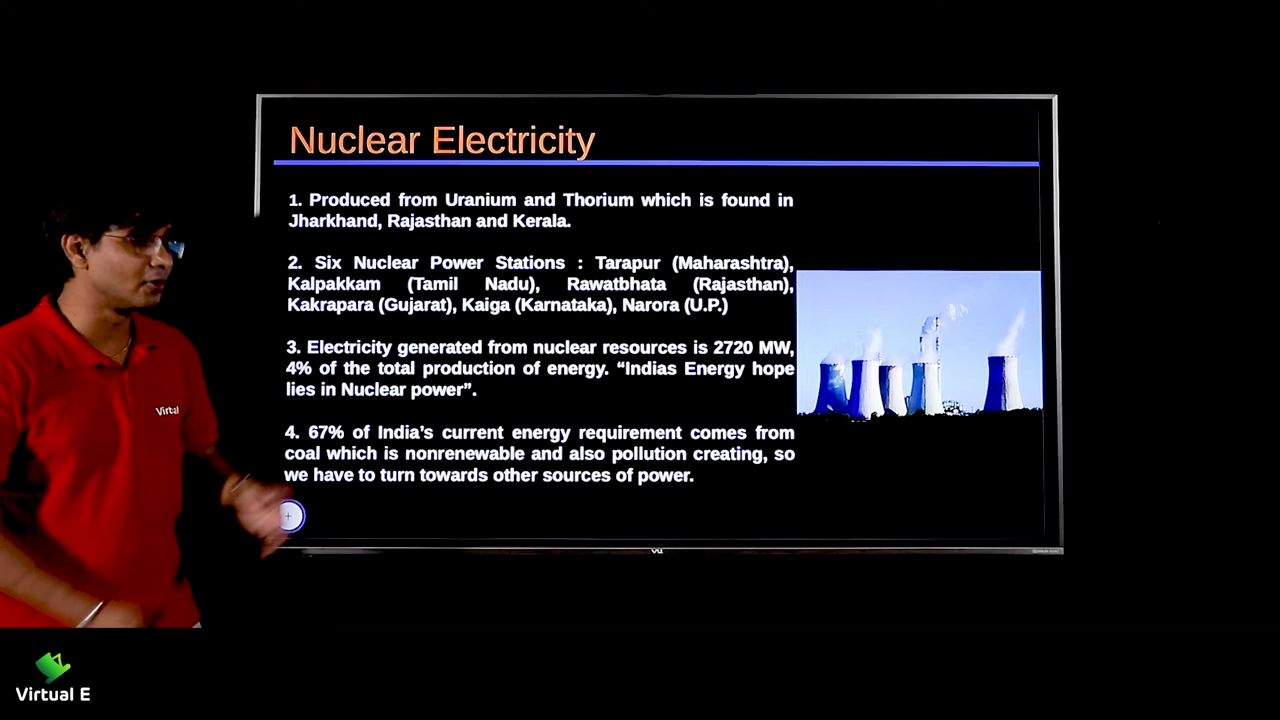 Nuclear Electricity
1. Produced from Uranium and Thorium which is found in
Jharkhand, Rajasthan and Kerala.
2. Six Nuclear Power Stations : Tarapur (Maharashtra),
Kalpakkam (Tamil Nadu), Rawatbhata (Rajasthan),
Kakrapara (Gujarat), Kaiga (Karnataka), Narora (U.P.)
3. Electricity generated from nuclear resources is 2720 MW,
4% of the total production of energy. “Indias Energy hope
lies in Nuclear power”.
4. 67% of India’s current energy requirement comes from
coal which is nonrenewable and also pollution creating, so
we have to turn towards other sources of power.
Virtal
VU
Virtual E